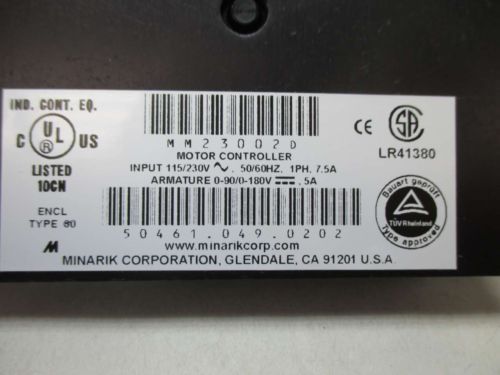 IND. CONT. EQ.
C UL US
LISTED
10CN
ENCL
TYPE 80
MM23002D
MOTOR CONTROLLER
INPUT 115/230V ∿, 50/60HZ, 1PH, 7.5A
ARMATURE 0-90/0-180V ⎓, 5A
50461.049.0202
www.minarikcorp.com
MINARIK CORPORATION, GLENDALE, CA 91201 U.S.A.
CE
SA
LR41380
Bauart geprüft
TÜV Rheinland
Type approved